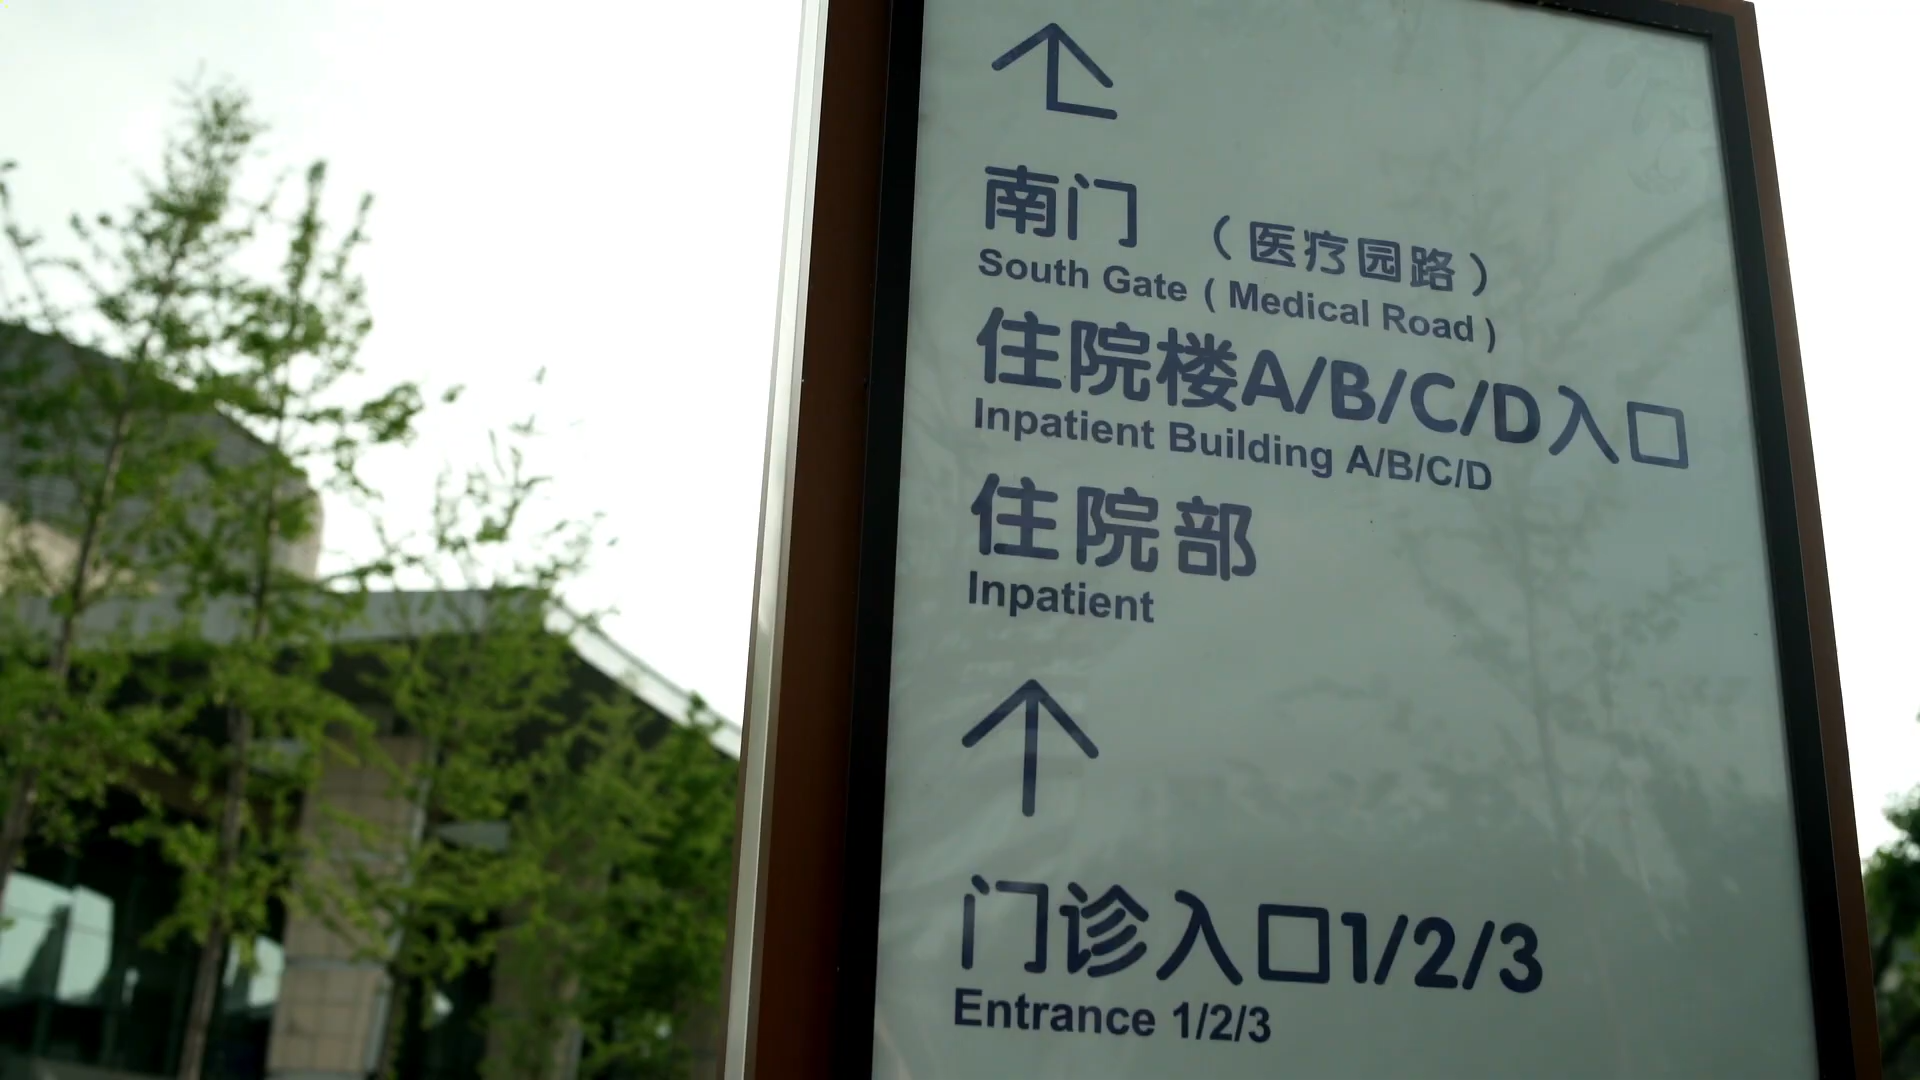 南门 （医疗园路）
South Gate ( Medical Road )
住院楼A/B/C/D入口
Inpatient Building A/B/C/D
住院部
Inpatient
门诊入口1/2/3
Entrance 1/2/3